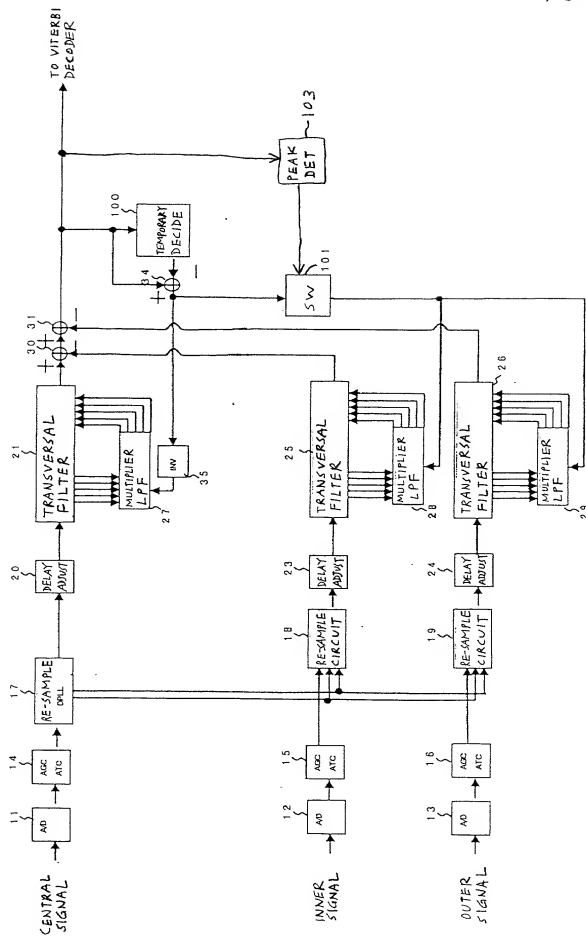 CENTRAL
SIGNAL
11
A/D
14
AGC
ATC
17
RE-SAMPLE
DPLL
20
DELAY
ADJUST
21
TRANSVERSAL
FILTER
MULTIPLIER
LPF
27
INV
35
30
+
-
31
+
-
34
+
-
100
TEMPORARY
DECIDE
TO VITERBI
DECODER
PEAK
DET
103
SW
101
INNER
SIGNAL
12
A/D
15
AGC
ATC
18
RE-SAMPLE
CIRCUIT
23
DELAY
ADJUST
25
TRANSVERSAL
FILTER
MULTIPLIER
LPF
28
OUTER
SIGNAL
13
A/D
16
AGC
ATC
19
RE-SAMPLE
CIRCUIT
24
DELAY
ADJUST
26
TRANSVERSAL
FILTER
MULTIPLIER
LPF
29